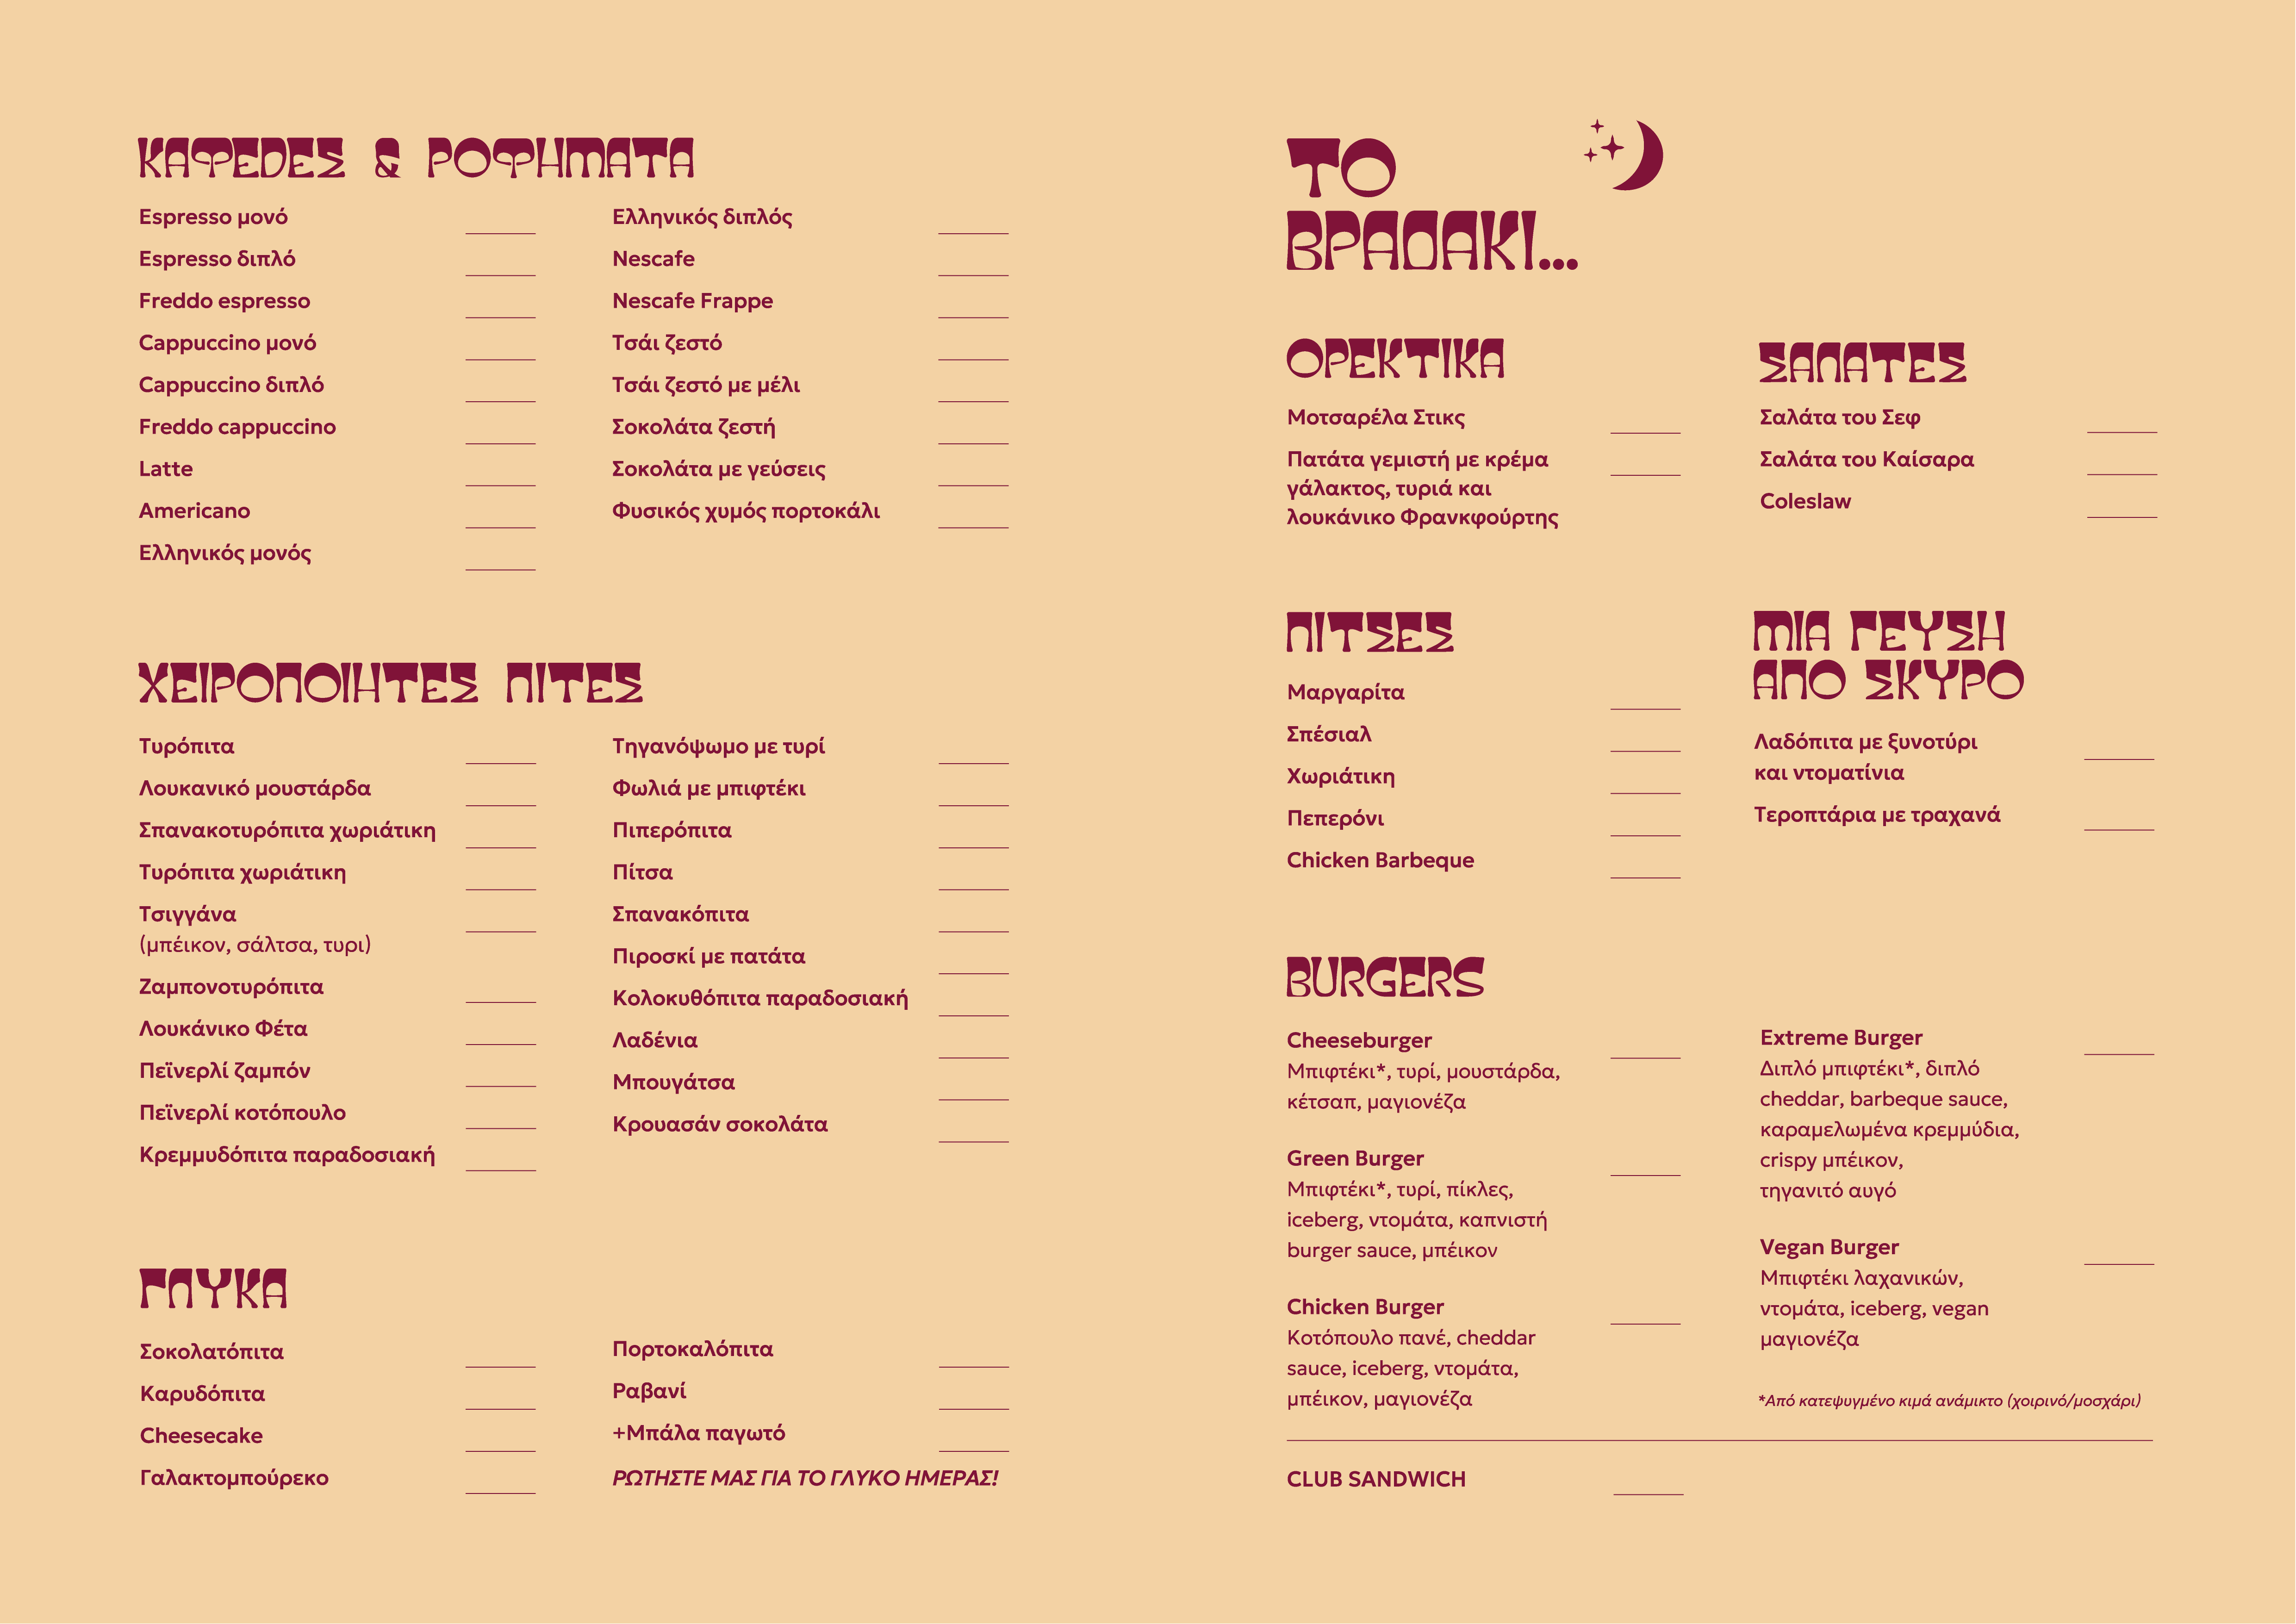 ΚΑΦΕΔΕΣ & ΡΟΦΗΜΑΤΑ
Espresso μονό
Espresso διπλό
Freddo espresso
Cappuccino μονό
Cappuccino διπλό
Freddo cappuccino
Latte
Americano
Ελληνικός μονός
Ελληνικός διπλός
Nescafe
Nescafe Frappe
Τσάι ζεστό
Τσάι ζεστό με μέλι
Σοκολάτα ζεστή
Σοκολάτα με γεύσεις
Φυσικός χυμός πορτοκάλι
ΧΕΙΡΟΠΟΙΗΤΕΣ ΠΙΤΕΣ
Τυρόπιτα
Λουκανικό μουστάρδα
Σπανακοτυρόπιτα χωριάτικη
Τυρόπιτα χωριάτικη
Τσιγγάνα
(μπέικον, σάλτσα, τυρι)
Ζαμπονοτυρόπιτα
Λουκάνικο Φέτα
Πεϊνερλί ζαμπόν
Πεϊνερλί κοτόπουλο
Κρεμμυδόπιτα παραδοσιακή
Τηγανόψωμο με τυρί
Φωλιά με μπιφτέκι
Πιπερόπιτα
Πίτσα
Σπανακόπιτα
Πιροσκί με πατάτα
Κολοκυθόπιτα παραδοσιακή
Λαδένια
Μπουγάτσα
Κρουασάν σοκολάτα
ΓΛΥΚΑ
Σοκολατόπιτα
Καρυδόπιτα
Cheesecake
Γαλακτομπούρεκο
Πορτοκαλόπιτα
Ραβανί
+Μπάλα παγωτό
ΡΩΤΗΣΤΕ ΜΑΣ ΓΙΑ ΤΟ ΓΛΥΚΟ ΗΜΕΡΑΣ!
ΤΟ
ΒΡΑΔΑΚΙ...
ΟΡΕΚΤΙΚΑ
Μοτσαρέλα Στικς
Πατάτα γεμιστή με κρέμα
γάλακτος, τυριά και
λουκάνικο Φρανκφούρτης
ΣΑΛΑΤΕΣ
Σαλάτα του Σεφ
Σαλάτα του Καίσαρα
Coleslaw
ΠΙΤΣΕΣ
Μαργαρίτα
Σπέσιαλ
Χωριάτικη
Πεπερόνι
Chicken Barbeque
ΜΙΑ ΓΕΥΣΗ
ΑΠΟ ΣΚΥΡΟ
Λαδόπιτα με ξυνοτύρι
και ντοματίνια
Τεροπτάρια με τραχανά
BURGERS
Cheeseburger
Μπιφτέκι*, τυρί, μουστάρδα,
κέτσαπ, μαγιονέζα
Green Burger
Μπιφτέκι*, τυρί, πίκλες,
iceberg, ντομάτα, καπνιστή
burger sauce, μπέικον
Chicken Burger
Κοτόπουλο πανέ, cheddar
sauce, iceberg, ντομάτα,
μπέικον, μαγιονέζα
Extreme Burger
Διπλό μπιφτέκι*, διπλό
cheddar, barbeque sauce,
καραμελωμένα κρεμμύδια,
crispy μπέικον,
τηγανιτό αυγό
Vegan Burger
Μπιφτέκι λαχανικών,
ντομάτα, iceberg, vegan
μαγιονέζα
*Από κατεψυγμένο κιμά ανάμικτο (χοιρινό/μοσχάρι)
CLUB SANDWICH